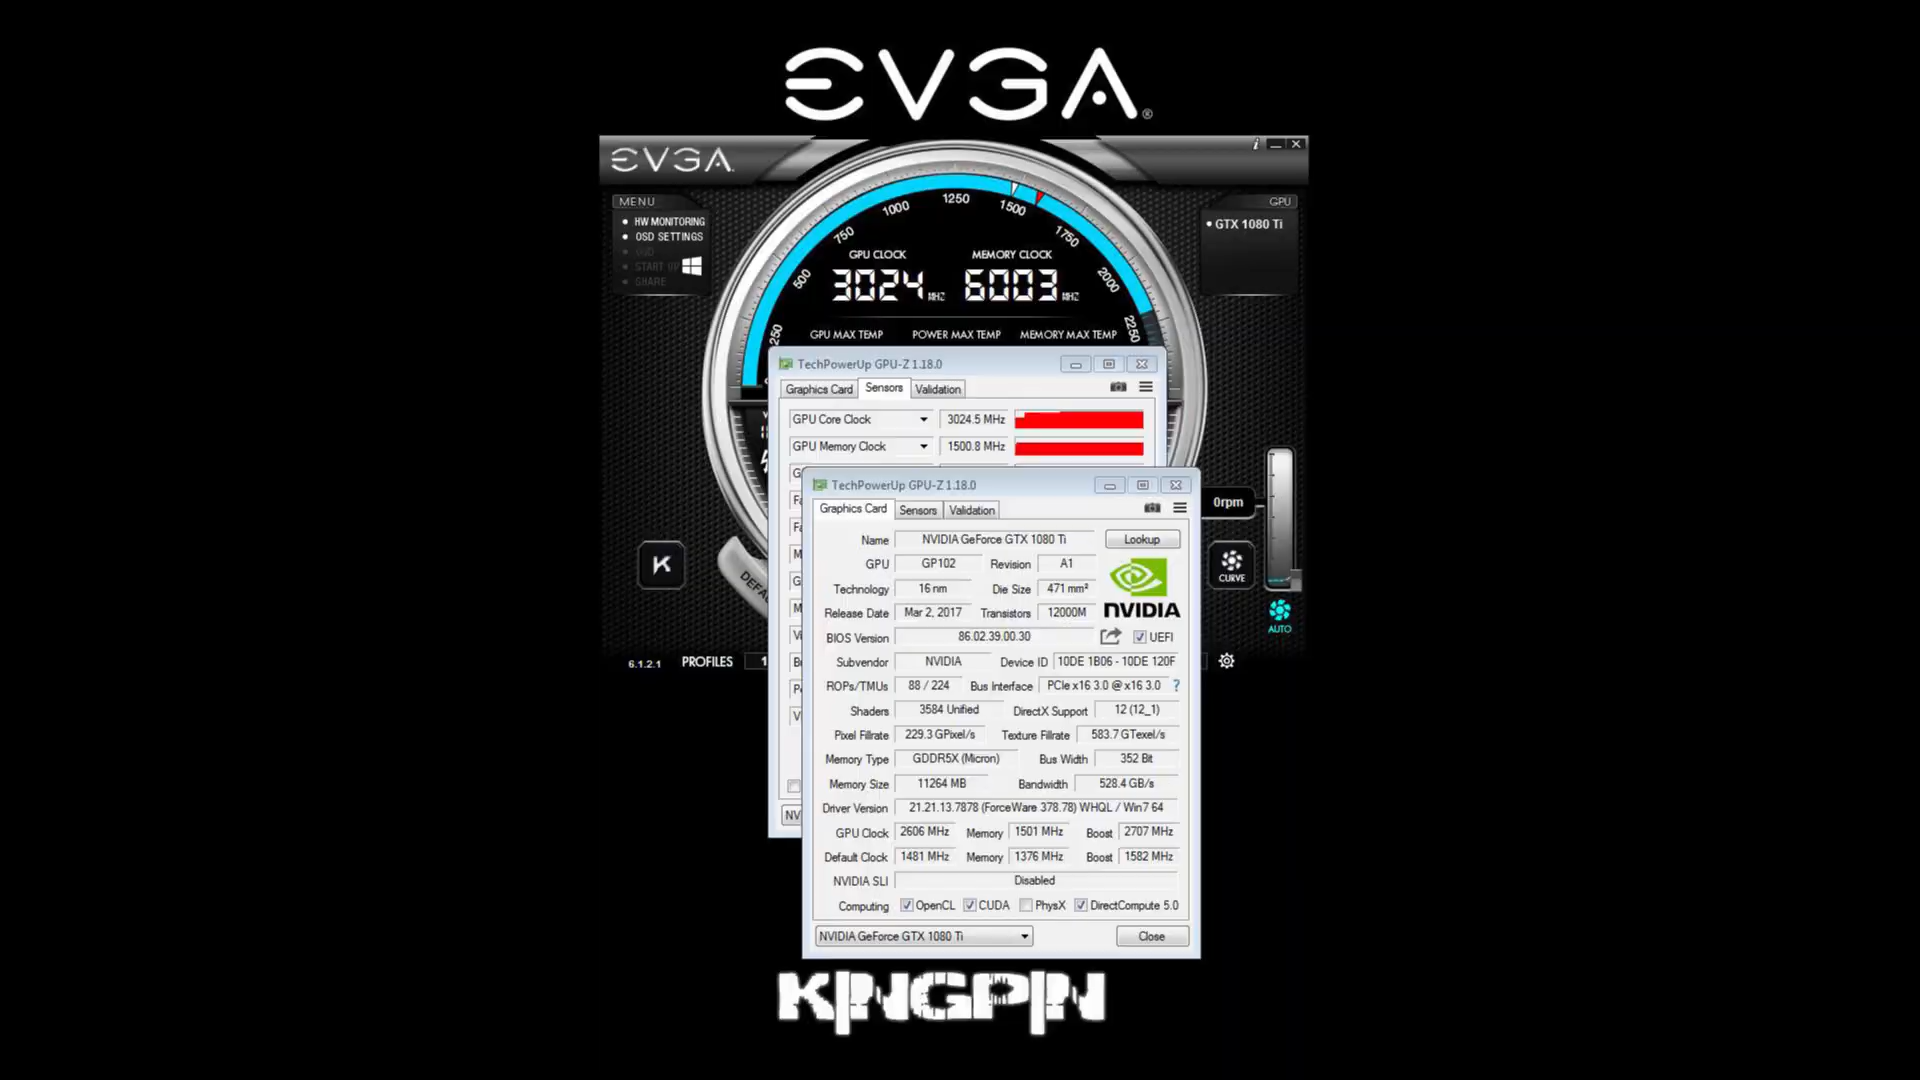 EVGA®
EVGA
i
MENU
HW MONITORING
OSD SETTINGS
START UP
SHARE
GPU
GTX 1080 Ti
250
500
750
1000
1250
1500
1750
2000
2250
GPU CLOCK
MEMORY CLOCK
3024 MHZ
6003 MHZ
GPU MAX TEMP
POWER MAX TEMP
MEMORY MAX TEMP
TechPowerUp GPU-Z 1.18.0
Graphics Card
Sensors
Validation
GPU Core Clock
3024.5 MHz
GPU Memory Clock
1500.8 MHz
TechPowerUp GPU-Z 1.18.0
Graphics Card
Sensors
Validation
Name NVIDIA GeForce GTX 1080 Ti Lookup
GPU GP102 Revision A1
Technology 16 nm Die Size 471 mm²
Release Date Mar 2, 2017 Transistors 12000M
NVIDIA
BIOS Version 86.02.39.00.30 UEFI
Subvendor NVIDIA Device ID 10DE 1B06 - 10DE 120F
ROPs/TMUs 88 / 224 Bus Interface PCIe x16 3.0 @ x16 3.0 ?
Shaders 3584 Unified DirectX Support 12 (12_1)
Pixel Fillrate 229.3 GPixel/s Texture Fillrate 583.7 GTexel/s
Memory Type GDDR5X (Micron) Bus Width 352 Bit
Memory Size 11264 MB Bandwidth 528.4 GB/s
Driver Version 21.21.13.7878 (ForceWare 378.78) WHQL / Win7 64
GPU Clock 2606 MHz Memory 1501 MHz Boost 2707 MHz
Default Clock 1481 MHz Memory 1376 MHz Boost 1582 MHz
NVIDIA SLI Disabled
Computing OpenCL CUDA PhysX DirectCompute 5.0
NVIDIA GeForce GTX 1080 Ti Close
0rpm
K
CURVE
AUTO
6.1.2.1 PROFILES 1
KINGPIN